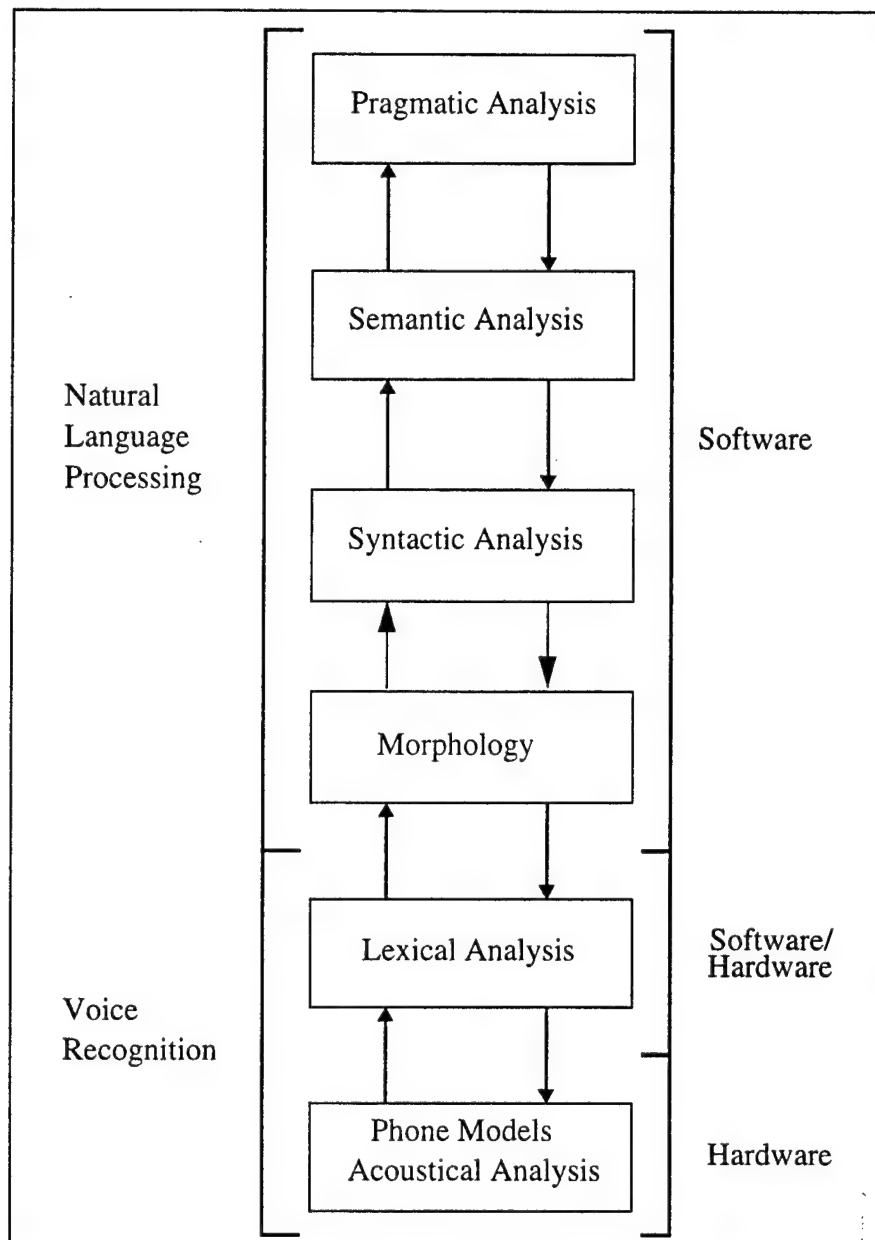 Pragmatic Analysis
Semantic Analysis
Natural
Language
Processing
Software
Syntactic Analysis
Morphology
Lexical Analysis
Software/
Hardware
Voice
Recognition
Phone Models
Acoustical Analysis
Hardware